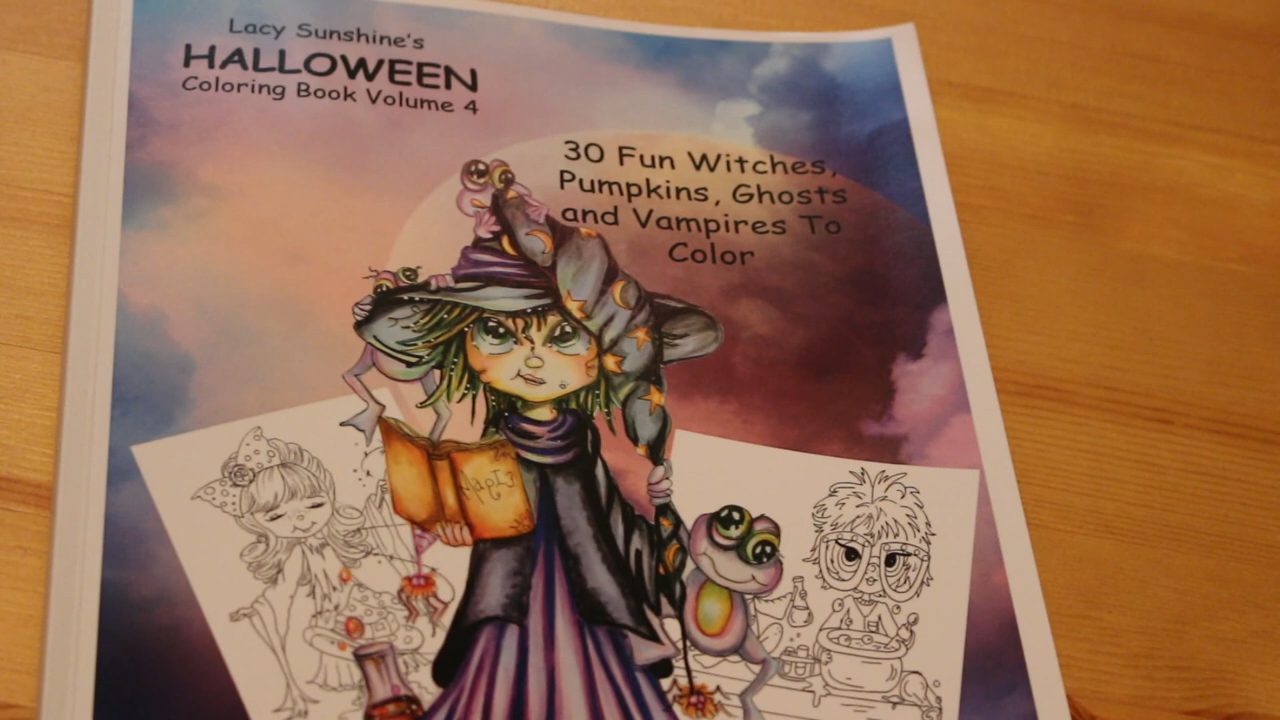 Lacy Sunshine's
HALLOWEEN
Coloring Book Volume 4
30 Fun Witches,
Pumpkins, Ghosts
and Vampires To
Color